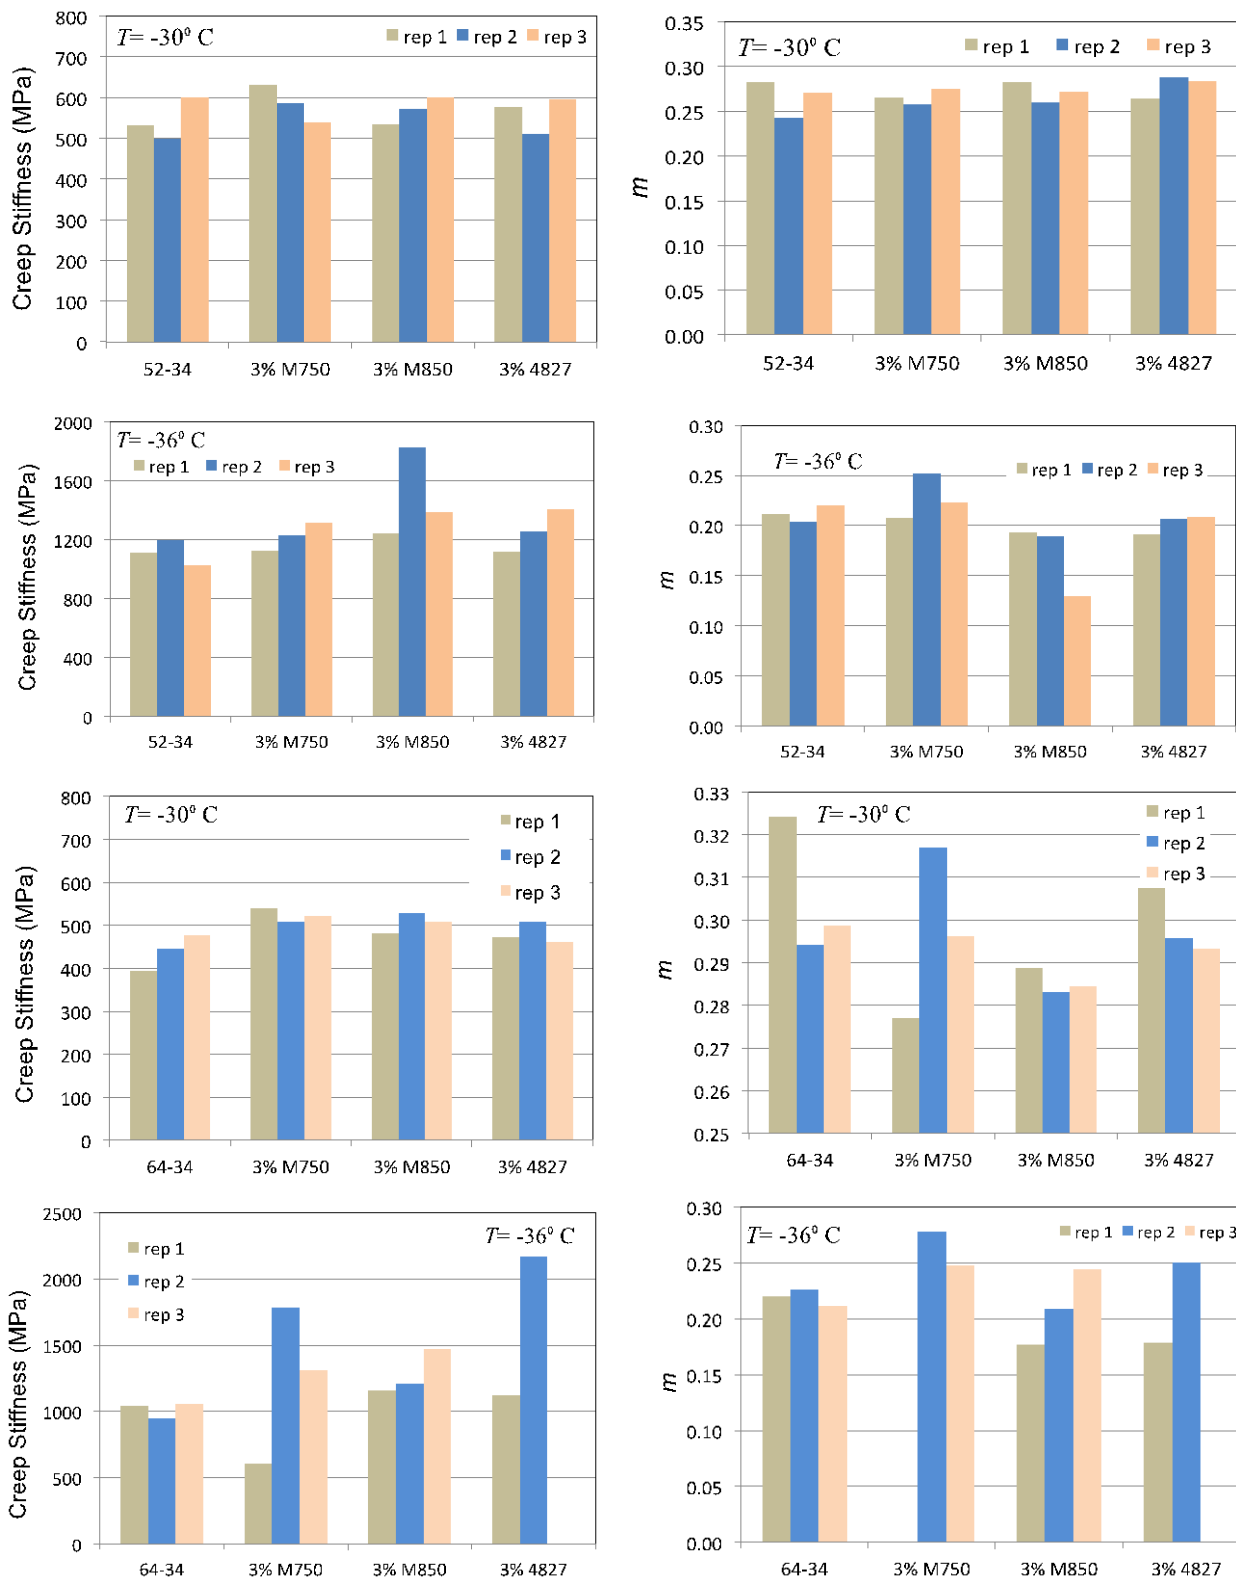 Creep Stiffness (MPa)
T= -30⁰ C
rep 1 rep 2 rep 3
800
700
600
500
400
300
200
100
0
52-34 3% M750 3% M850 3% 4827
m
T= -30⁰ C
rep 1 rep 2 rep 3
0.35
0.30
0.25
0.20
0.15
0.10
0.05
0.00
52-34 3% M750 3% M850 3% 4827
Creep Stiffness (MPa)
T= -36⁰ C
rep 1 rep 2 rep 3
2000
1600
1200
800
400
0
52-34 3% M750 3% M850 3% 4827
m
T= -36⁰ C
rep 1 rep 2 rep 3
0.30
0.25
0.20
0.15
0.10
0.05
0.00
52-34 3% M750 3% M850 3% 4827
Creep Stiffness (MPa)
T= -30⁰ C
rep 1
rep 2
rep 3
800
700
600
500
400
300
200
100
0
64-34 3% M750 3% M850 3% 4827
m
T= -30⁰ C
rep 1
rep 2
rep 3
0.33
0.32
0.31
0.30
0.29
0.28
0.27
0.26
0.25
64-34 3% M750 3% M850 3% 4827
Creep Stiffness (MPa)
T= -36⁰ C
rep 1
rep 2
rep 3
2500
2000
1500
1000
500
0
64-34 3% M750 3% M850 3% 4827
m
T= -36⁰ C
rep 1 rep 2 rep 3
0.30
0.25
0.20
0.15
0.10
0.05
0.00
64-34 3% M750 3% M850 3% 4827